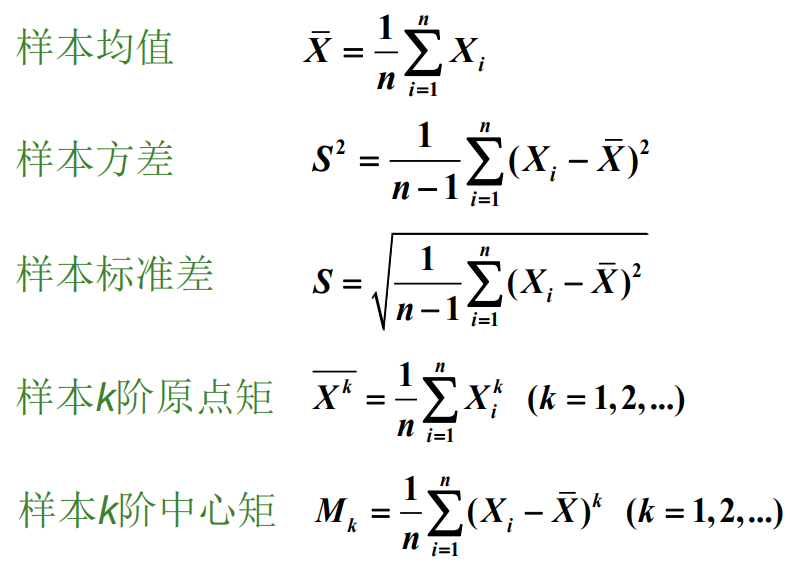 样本均值 $\bar{X} = \frac{1}{n}\sum_{i=1}^{n} X_i$
样本方差 $S^2 = \frac{1}{n-1}\sum_{i=1}^{n} (X_i - \bar{X})^2$
样本标准差 $S = \sqrt{\frac{1}{n-1}\sum_{i=1}^{n} (X_i - \bar{X})^2}$
样本k阶原点矩 $\overline{X^k} = \frac{1}{n}\sum_{i=1}^{n} X_i^k \quad (k = 1,2,...)$
样本k阶中心矩 $M_k = \frac{1}{n}\sum_{i=1}^{n} (X_i - \bar{X})^k \quad (k = 1,2,...)$